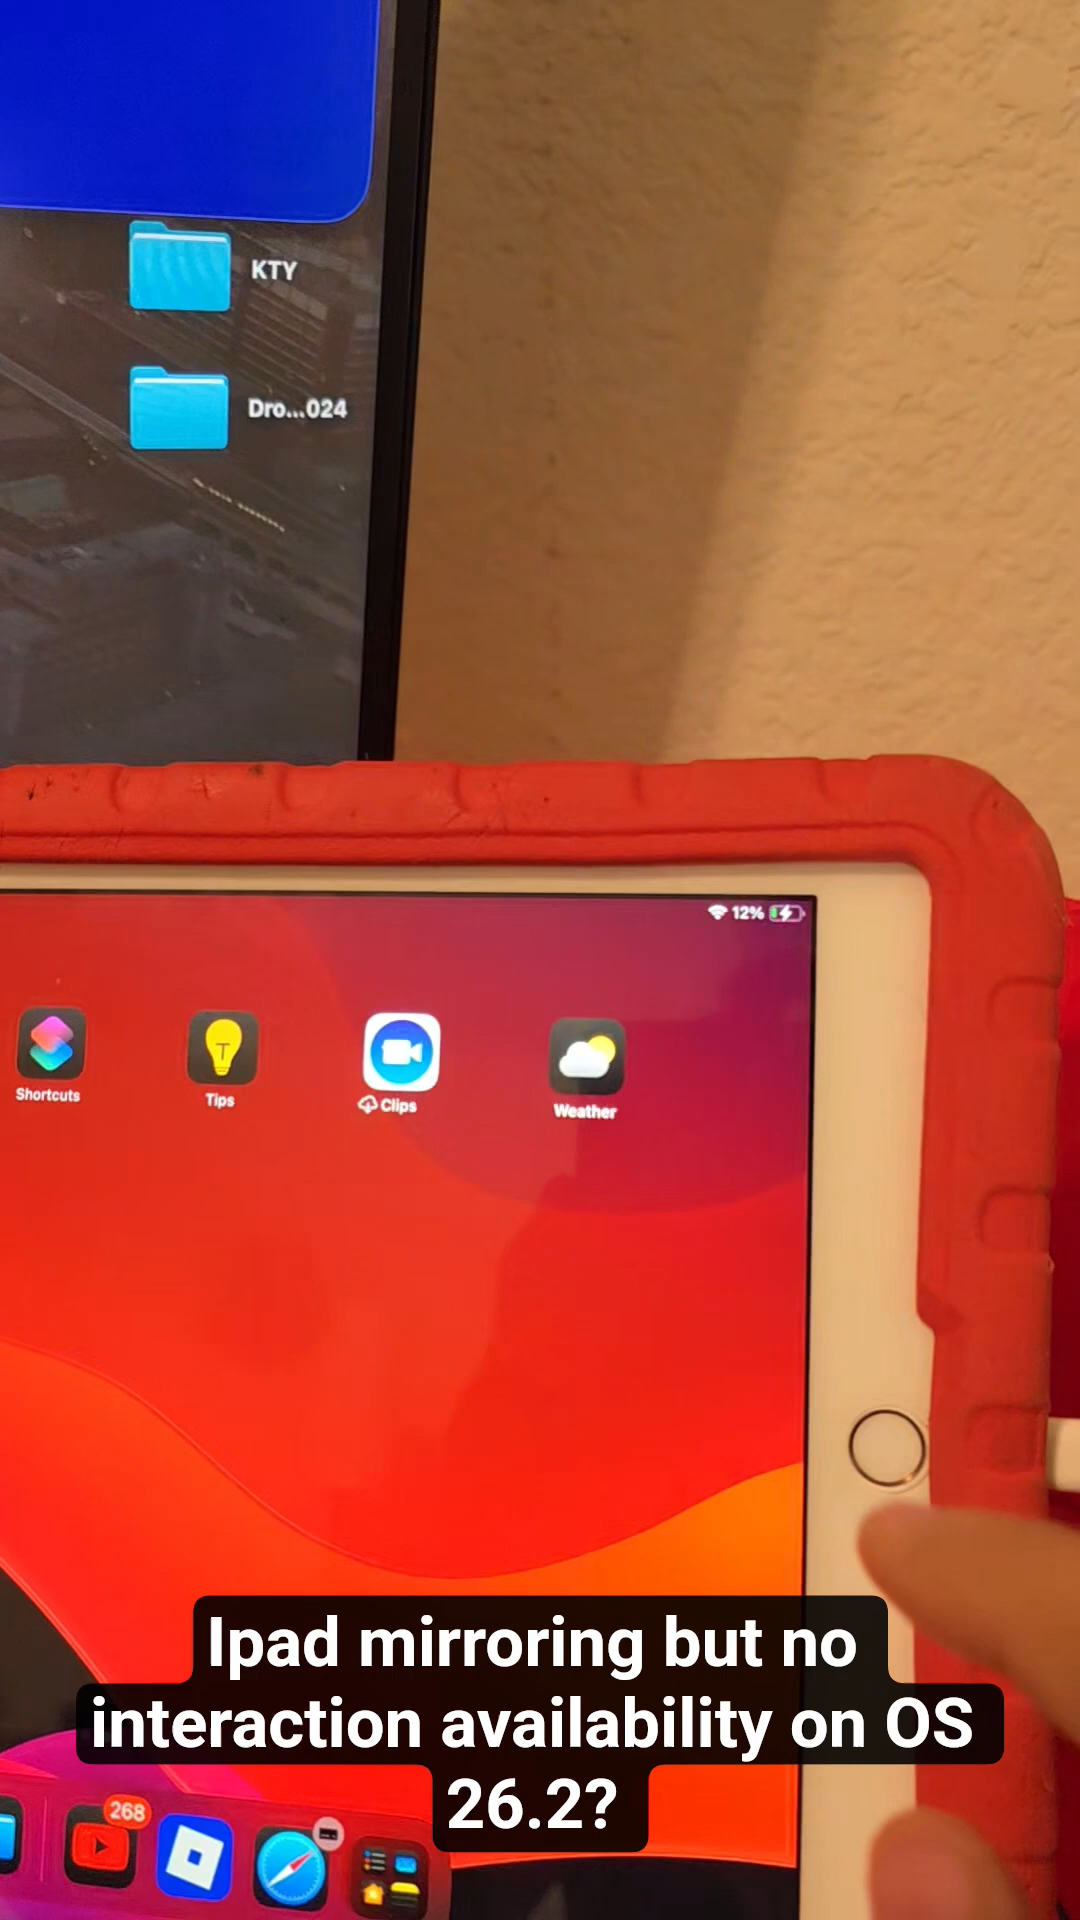 KTY
Dro...024
12%
Shortcuts
Tips
Clips
Weather
Ipad mirroring but no
interaction availability on OS
26.2?
268